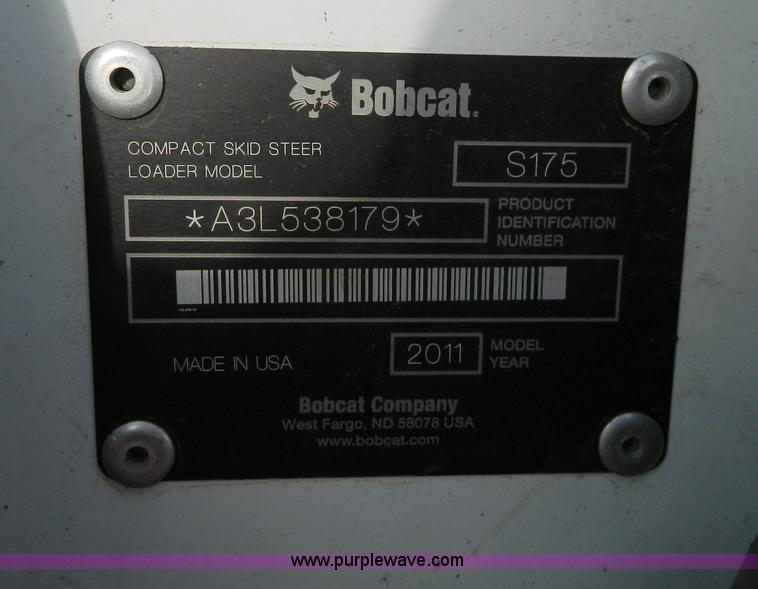 Bobcat
COMPACT SKID STEER
LOADER MODEL
S175
*A3L538179*
PRODUCT
IDENTIFICATION
NUMBER
MADE IN USA
2011
MODEL
YEAR
Bobcat Company
West Fargo, ND 58078 USA
www.bobcat.com
www.purplewave.com